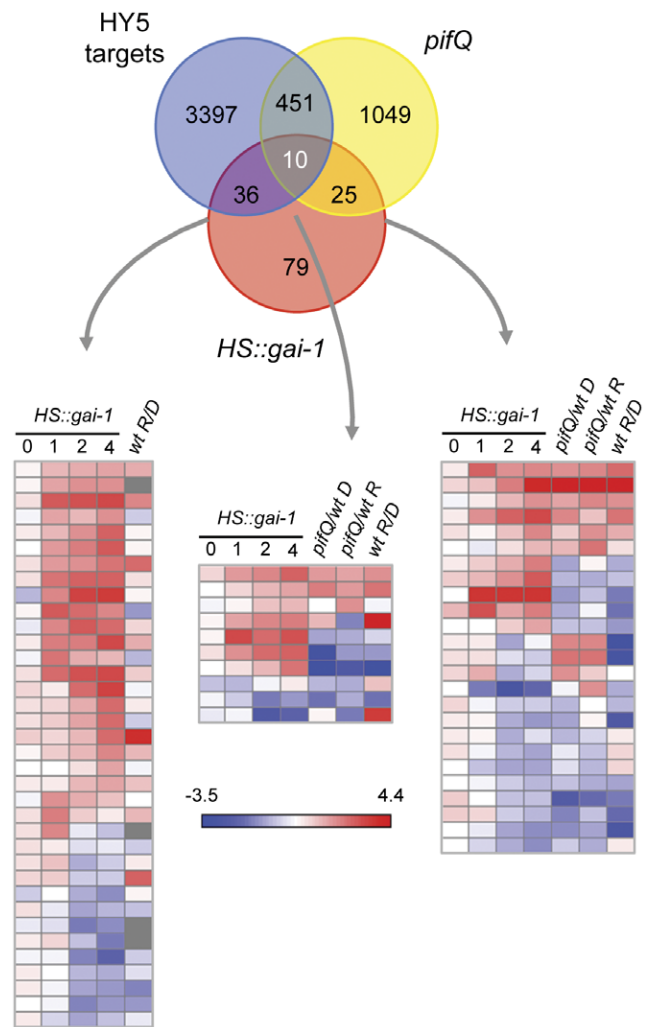 HY5
targets
pifQ
3397
451
1049
10
36
25
79
HS::gai-1
HS::gai-1
wt R/D
0 1 2 4
HS::gai-1
pifQ/wt D
pifQ/wt R
wt R/D
0 1 2 4
HS::gai-1
pifQ/wt D
pifQ/wt R
wt R/D
0 1 2 4
-3.5 4.4